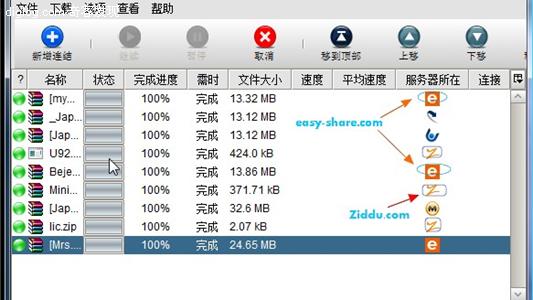 文件 下载 选项 查看 帮助
新增连结 继续 暂停 取消 移到顶部 上移 下移
? 名称 状态 完成进度 需时 文件大小 速度 平均速度 服务器所在 连接
[my... 100% 完成 13.32 MB
_Jap... 100% 完成 13.12 MB
easy-share.com
[Jap... 100% 完成 13.12 MB
U92... 100% 完成 424.0 kB
Beje... 100% 完成 13.86 MB
Mini... 100% 完成 371.71 kB
[Jap... 100% 完成 32.6 MB
Ziddu.com
lic.zip 100% 完成 2.07 kB
[Mrs.... 100% 完成 24.65 MB